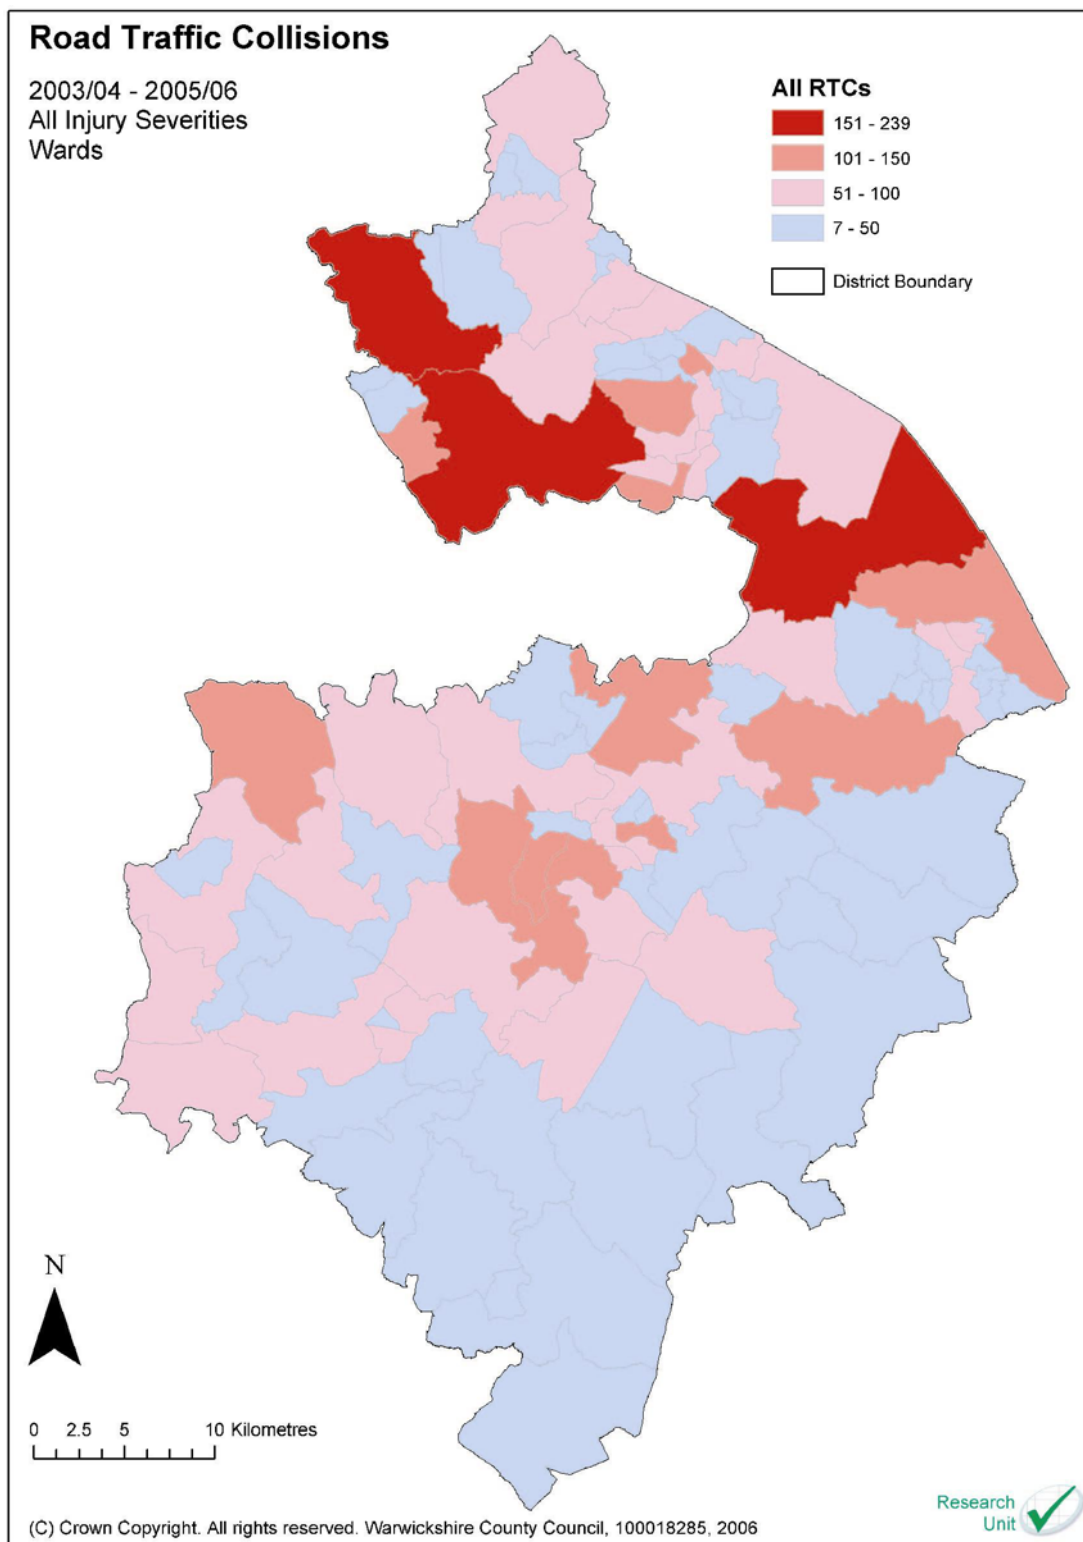 Road Traffic Collisions
2003/04 - 2005/06
All Injury Severities
Wards
All RTCs
151 - 239
101 - 150
51 - 100
7 - 50
District Boundary
N
0 2.5 5 10 Kilometres
Research
Unit
(C) Crown Copyright. All rights reserved. Warwickshire County Council, 100018285, 2006